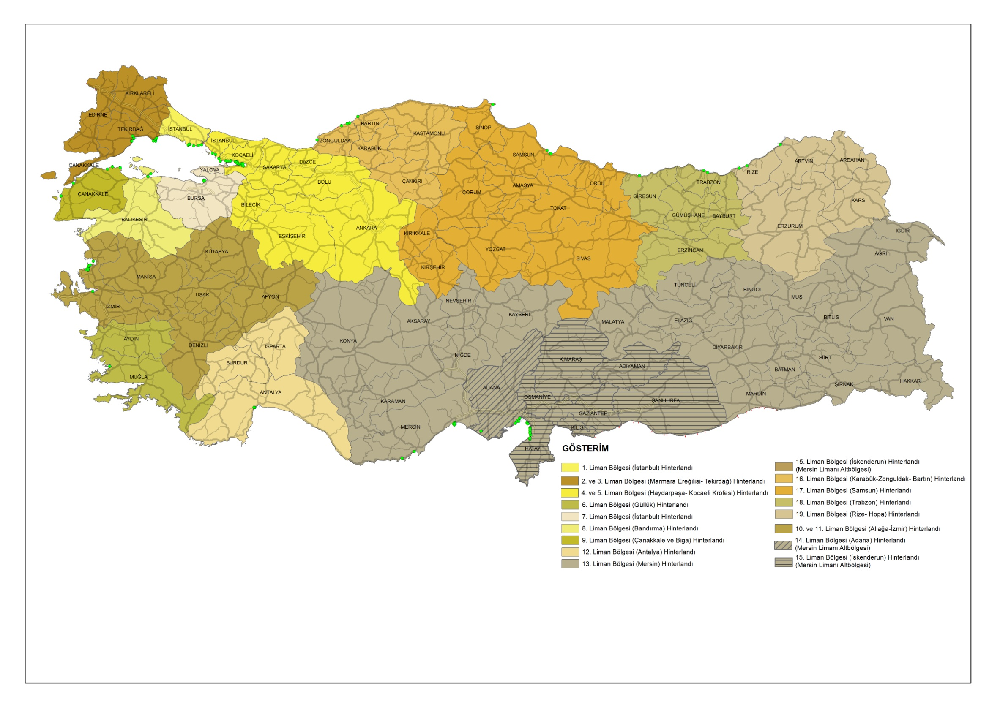 KIRKLARELİ
EDİRNE
TEKİRDAĞ
İSTANBUL
İSTANBUL
KOCAELİ
SAKARYA
DüZCE
ZONGULDAK
BARTIN
KARABÜK
KASTAMONU
SİNOP
SAMSUN
ÇANAKKALE
YALOVA
ÇANAKKALE
BURSA
BİLECİK
BOLU
ÇANKIRI
ÇORUM
AMASYA
ORDU
TOKAT
GİRESUN
TRABZON
RİZE
ARTVİN
ARDAHAN
KARS
GÜMÜŞHANE
BAYBURT
ERZURUM
IĞDIR
BALIKESİR
ESKİŞEHİR
ANKARA
KIRIKKALE
YOZGAT
SİVAS
ERZİNCAN
AĞRI
KÜTAHYA
KIRŞEHİR
MANİSA
UŞAK
AFYON
İZMİR
NEVŞEHİR
KAYSERİ
AKSARAY
TUNCELİ
BİNGÖL
MUŞ
MALATYA
ELAZIĞ
BİTLİS
VAN
AYDIN
DENİZLİ
ISPARTA
BURDUR
KONYA
NİĞDE
K.MARAŞ
ADIYAMAN
DİYARBAKIR
SİİRT
BATMAN
MUĞLA
ANTALYA
KARAMAN
ADANA
OSMANİYE
ŞANLIURFA
GAZİANTEP
MARDİN
ŞIRNAK
HAKKARİ
MERSİN
KİLİS
HATAY
GÖSTERİM
1. Liman Bölgesi (İstanbul) Hinterlandı
2. ve 3. Liman Bölgesi (Marmara Ereğilisi- Tekirdağ) Hinterlandı
4. ve 5. Liman Bölgesi (Haydarpaşa- Kocaeli Kröfesi) Hinterlandı
6. Liman Bölgesi (Güllük) Hinterlandı
7. Liman Bölgesi (İstanbul) Hinterlandı
8. Liman Bölgesi (Bandırma) Hinterlandı
9. Liman Bölgesi (Çanakkale ve Biga) Hinterlandı
12. Liman Bölgesi (Antalya) Hinterlandı
13. Liman Bölgesi (Mersin) Hinterlandı
15. Liman Bölgesi (İskenderun) Hinterlandı
(Mersin Limanı Altbölgesi)
16. Liman Bölgesi (Karabük-Zonguldak- Bartın) Hinterlandı
17. Liman Bölgesi (Samsun) Hinterlandı
18. Liman Bölgesi (Trabzon) Hinterlandı
19. Liman Bölgesi (Rize- Hopa) Hinterlandı
10. ve 11. Liman Bölgesi (Aliağa-İzmir) Hinterlandı
14. Liman Bölgesi (Adana) Hinterlandı
(Mersin Limanı Altbölgesi)
15. Liman Bölgesi (İskenderun) Hinterlandı
(Mersin Limanı Altbölgesi)